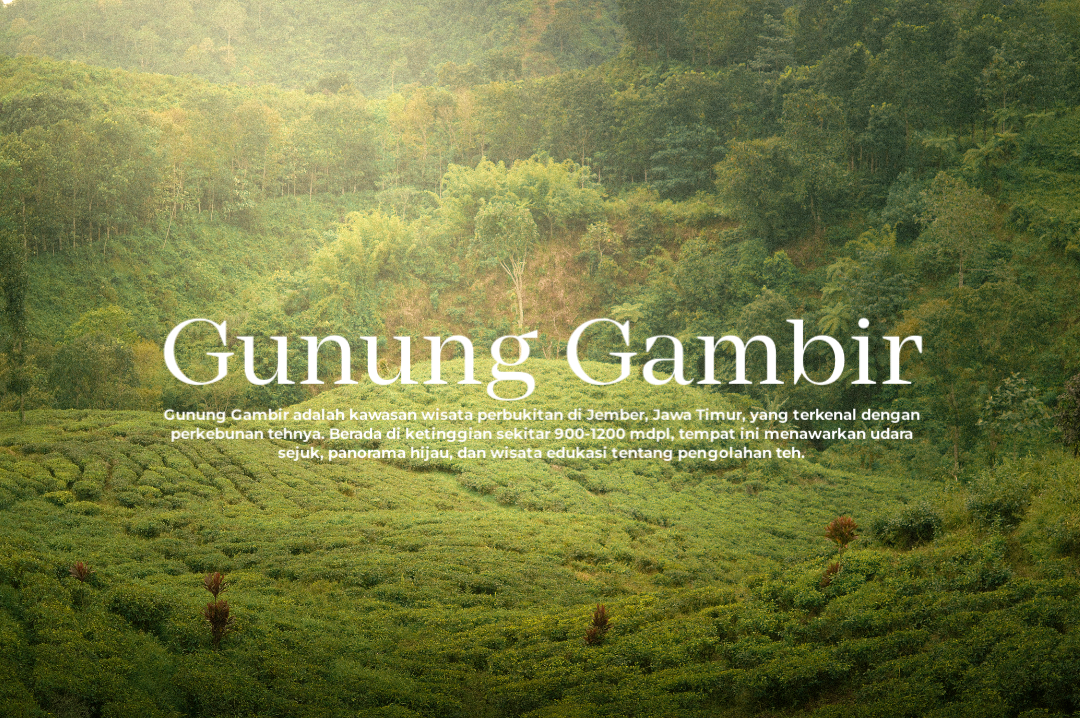 Gunung Gambir
Gunung Gambir adalah kawasan wisata perbukitan di Jember, Jawa Timur, yang terkenal dengan
perkebunan tehnya. Berada di ketinggian sekitar 900-1200 mdpl, tempat ini menawarkan udara
sejuk, panorama hijau, dan wisata edukasi tentang pengolahan teh.